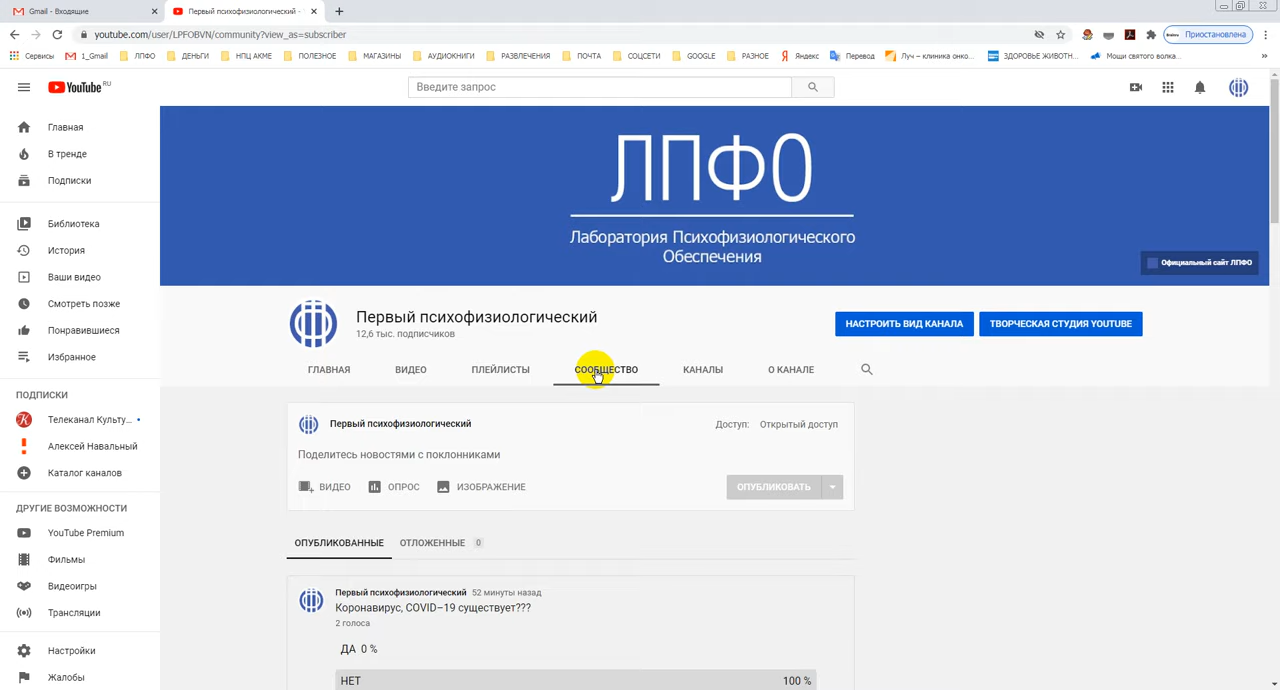 Gmail - Входящие
Первый психофизиологический -
youtube.com/user/LPFOBVN/community?view_as=subscriber
Приостановлена
Сервисы
1_Gmail
ЛПФО
ДЕНЬГИ
НПЦ АКМЕ
ПОЛЕЗНОЕ
МАГАЗИНЫ
АУДИОКНИГИ
РАЗВЛЕЧЕНИЯ
ПОЧТА
СОЦСЕТИ
GOOGLE
РАЗНОЕ
Яндекс
Перевод
Луч – клиника онко...
ЗДОРОВЬЕ ЖИВОТН...
Мощи святого волка...
YouTube RU
Введите запрос
Главная
В тренде
Подписки
Библиотека
История
Ваши видео
Смотреть позже
Понравившиеся
Избранное
ПОДПИСКИ
Телеканал Культу...
Алексей Навальный
Каталог каналов
ДРУГИЕ ВОЗМОЖНОСТИ
YouTube Premium
Фильмы
Видеоигры
Трансляции
Настройки
Жалобы
ЛПФО
Лаборатория Психофизиологического
Обеспечения
Официальный сайт ЛПФО
Первый психофизиологический
12,6 тыс. подписчиков
НАСТРОИТЬ ВИД КАНАЛА
ТВОРЧЕСКАЯ СТУДИЯ YOUTUBE
ГЛАВНАЯ
ВИДЕО
ПЛЕЙЛИСТЫ
СООБЩЕСТВО
КАНАЛЫ
О КАНАЛЕ
Первый психофизиологический
Доступ: Открытый доступ
Поделитесь новостями с поклонниками
ВИДЕО
ОПРОС
ИЗОБРАЖЕНИЕ
ОПУБЛИКОВАТЬ
ОПУБЛИКОВАННЫЕ
ОТЛОЖЕННЫЕ 0
Первый психофизиологический 52 минуты назад
Коронавирус, COVID–19 существует???
2 голоса
ДА 0 %
НЕТ 100 %